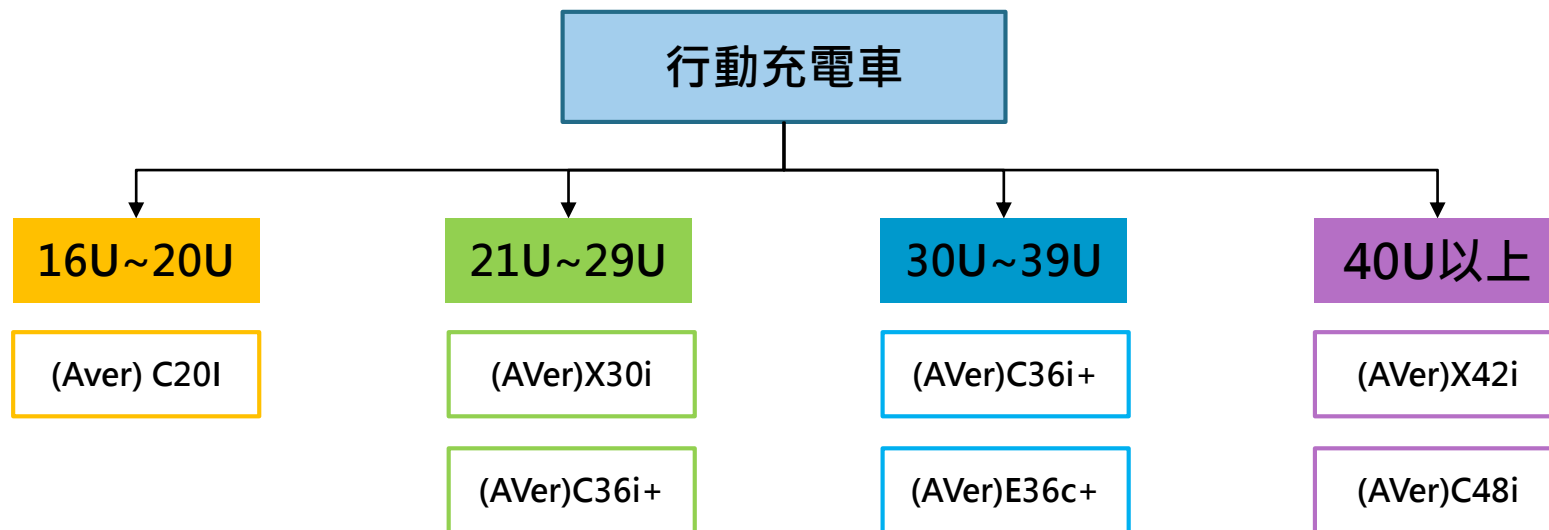 行動充電車
16U~20U
21U~29U
30U~39U
40U以上
(Aver) C20I
(AVer)X30i
(AVer)C36i+
(AVer)X42i
(AVer)C36i+
(AVer)E36c+
(AVer)C48i